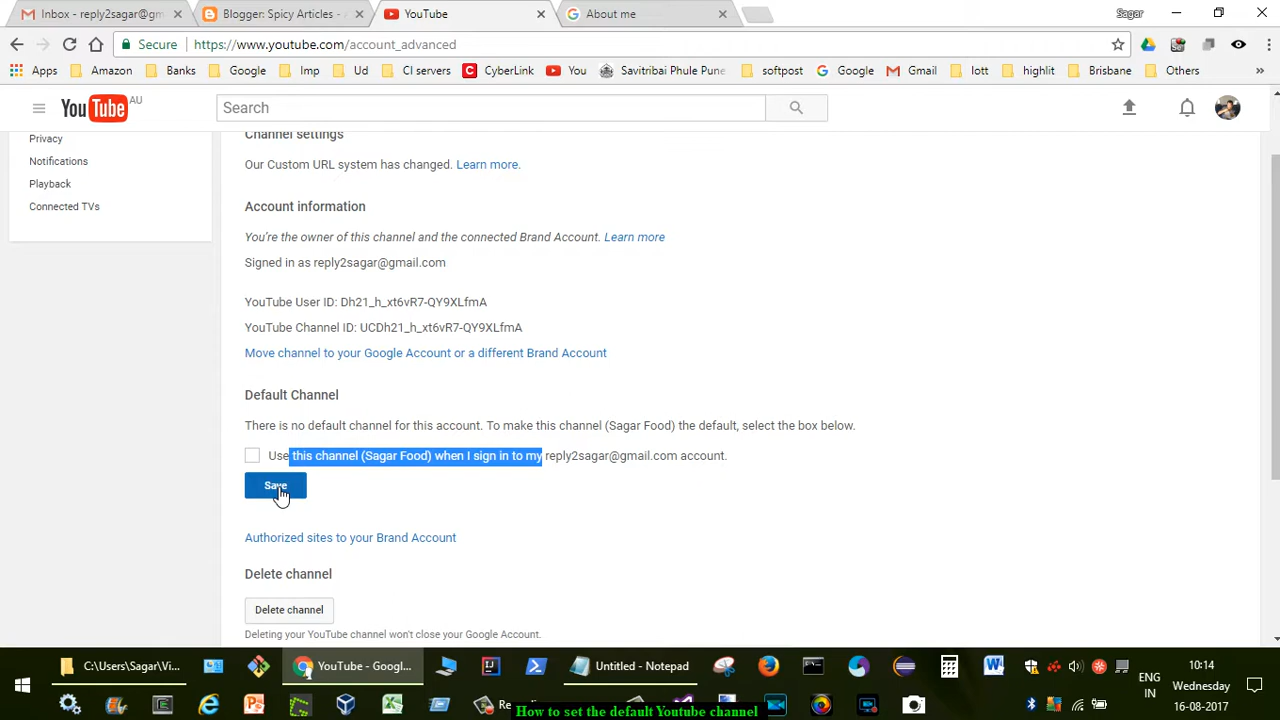 Inbox - reply2sagar@gm
Blogger: Spicy Articles -
YouTube
About me
Sagar
Secure
https://www.youtube.com/account_advanced
Apps
Amazon
Banks
Google
Imp
Ud
CI servers
CyberLink
You
Savitribai Phule Pune
softpost
Google
Gmail
lott
highlit
Brisbane
Others
»
YouTube AU
Search
Privacy
Notifications
Playback
Connected TVs
Channel settings
Our Custom URL system has changed. Learn more.
Account information
You're the owner of this channel and the connected Brand Account. Learn more
Signed in as reply2sagar@gmail.com
YouTube User ID: Dh21_h_xt6vR7-QY9XLfmA
YouTube Channel ID: UCDh21_h_xt6vR7-QY9XLfmA
Move channel to your Google Account or a different Brand Account
Default Channel
There is no default channel for this account. To make this channel (Sagar Food) the default, select the box below.
Use this channel (Sagar Food) when I sign in to my reply2sagar@gmail.com account.
Save
Authorized sites to your Brand Account
Delete channel
Delete channel
Deleting your YouTube channel won't close your Google Account.
C:\Users\Sagar\Vi...
YouTube - Googl...
Untitled - Notepad
ENG
IN
10:14
Wednesday
16-08-2017
How to set the default Youtube channel